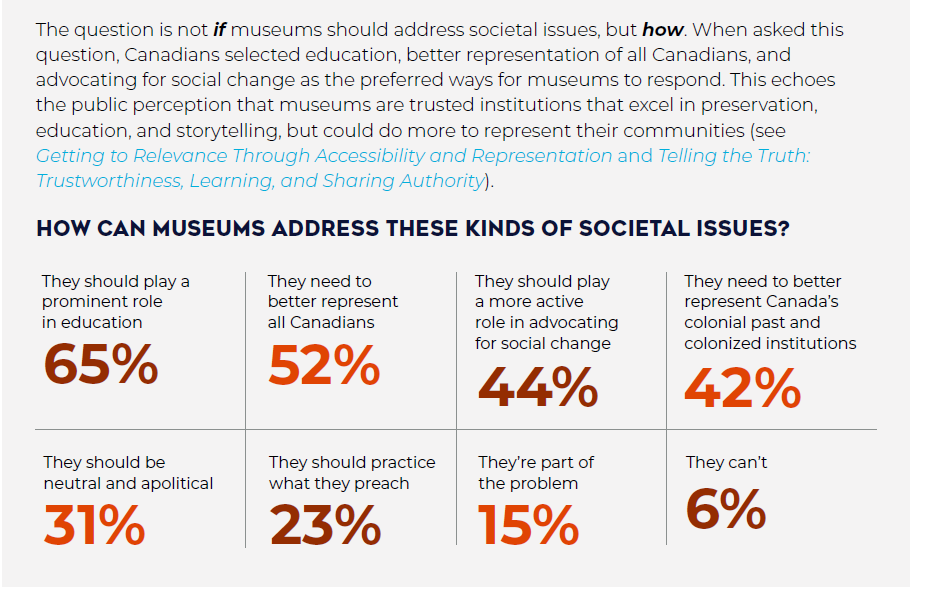 The question is not if museums should address societal issues, but how. When asked this
question, Canadians selected education, better representation of all Canadians, and
advocating for social change as the preferred ways for museums to respond. This echoes
the public perception that museums are trusted institutions that excel in preservation,
education, and storytelling, but could do more to represent their communities (see
Getting to Relevance Through Accessibility and Representation and Telling the Truth:
Trustworthiness, Learning, and Sharing Authority).
HOW CAN MUSEUMS ADDRESS THESE KINDS OF SOCIETAL ISSUES?
They should play a
prominent role
in education
65%
They need to
better represent
all Canadians
52%
They should play
a more active
role in advocating
for social change
44%
They need to better
represent Canada's
colonial past and
colonized institutions
42%
They should be
neutral and apolitical
31%
They should practice
what they preach
23%
They're part of
the problem
15%
They can't
6%